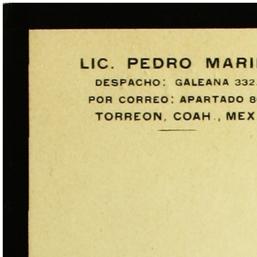 LIC. PEDRO MARI
DESPACHO: GALEANA 332
POR CORREO: APARTADO 8
TORREON, COAH., MEX